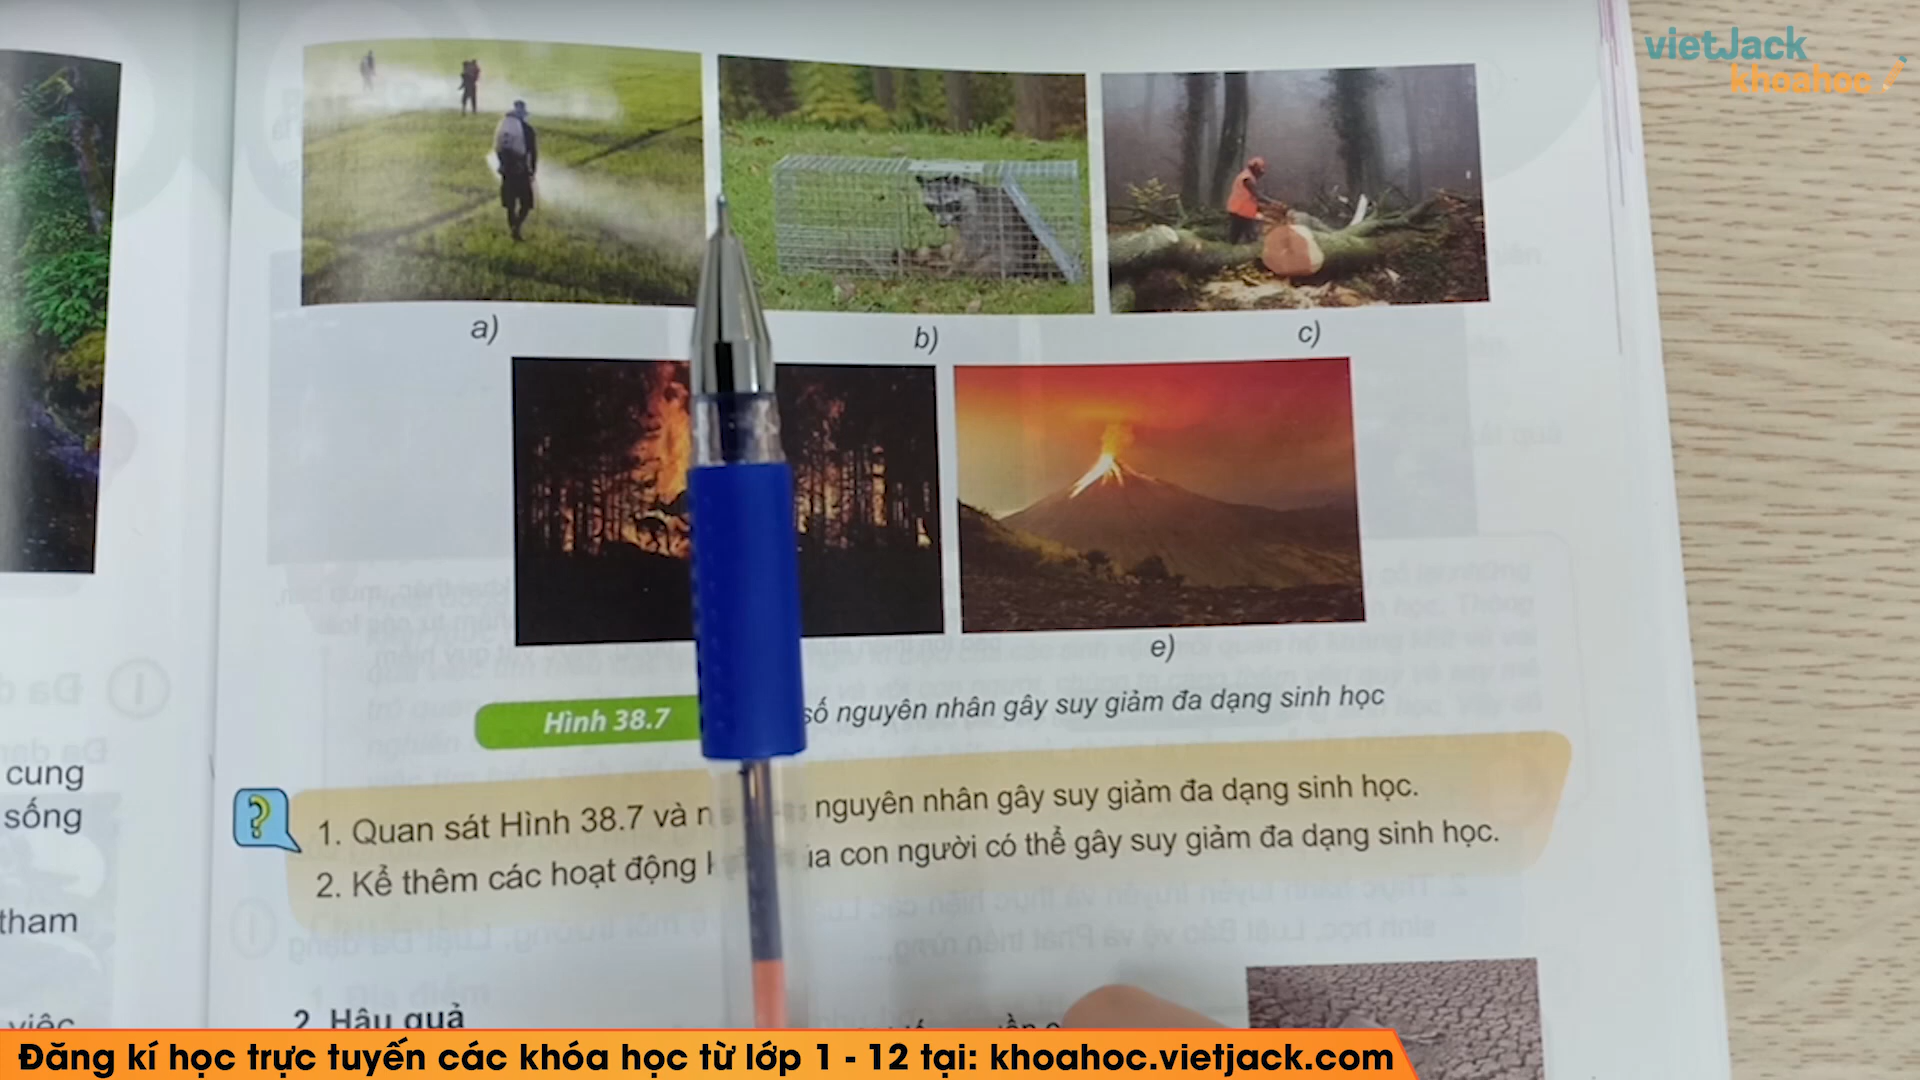 vietJack
khoahoc
a)
b)
c)
e)
Hình 38.7
số nguyên nhân gây suy giảm đa dạng sinh học
?
1. Quan sát Hình 38.7 và nguyên nhân gây suy giảm đa dạng sinh học.
2. Kể thêm các hoạt động con người có thể gây suy giảm đa dạng sinh học.
cung
sống
tham
việc
2. Hậu quả
Đăng kí học trực tuyến các khóa học từ lớp 1 - 12 tại: khoahoc.vietjack.com